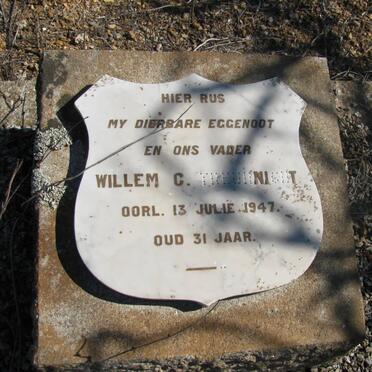 HIER RUS
MY DIERBARE EGGENOOT
EN ONS VADER
WILLEM C.
OORL. 13 JULIE 1947.
OUD 31 JAAR.